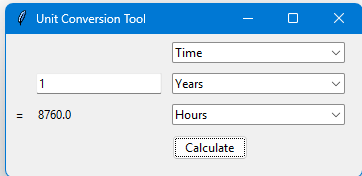 Unit Conversion Tool
Time
1 Years
= 8760.0 Hours
Calculate